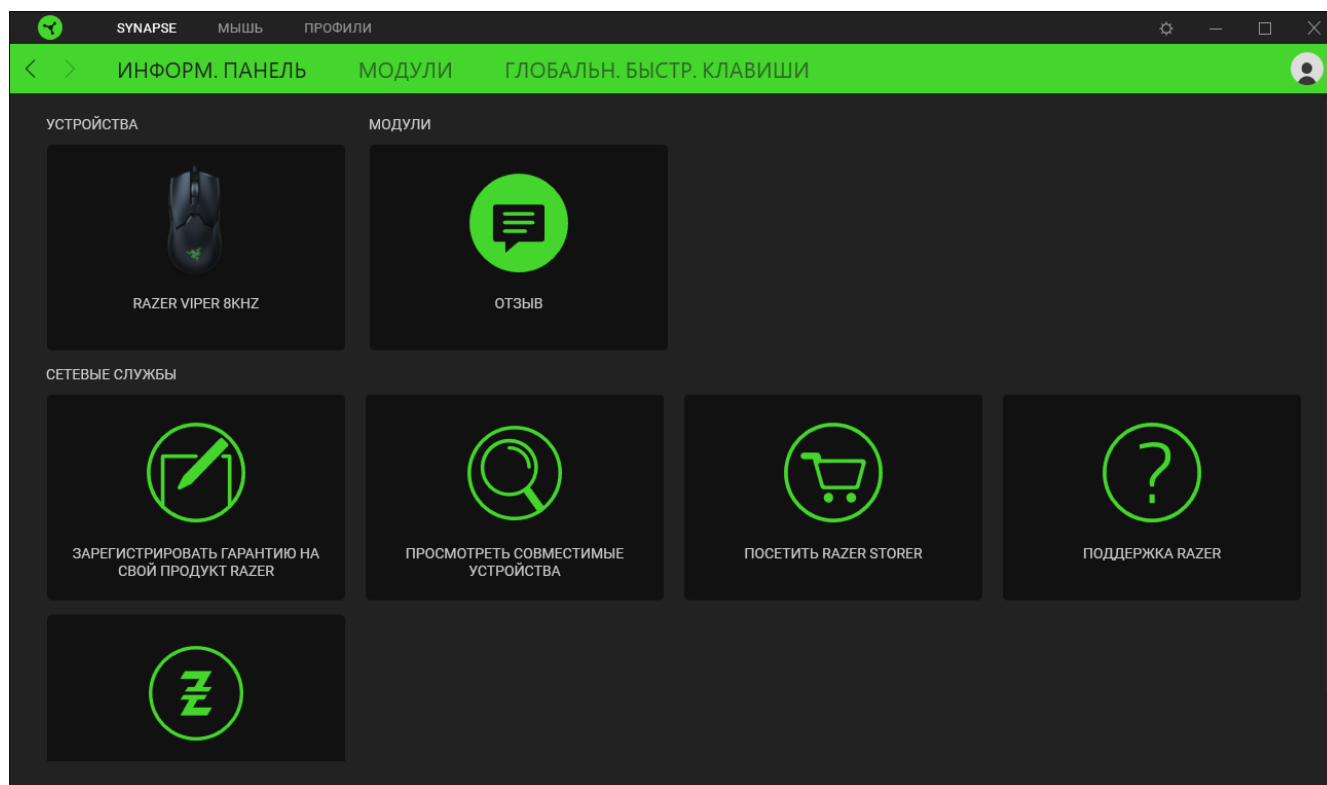 SYNAPSE МЫШЬ ПРОФИЛИ
ИНФОРМ. ПАНЕЛЬ МОДУЛИ ГЛОБАЛЬН. БЫСТР. КЛАВИШИ
УСТРОЙСТВА МОДУЛИ
RAZER VIPER 8KHZ ОТЗЫВ
СЕТЕВЫЕ СЛУЖБЫ
ЗАРЕГИСТРИРОВАТЬ ГАРАНТИЮ НА
СВОЙ ПРОДУКТ RAZER
ПРОСМОТРЕТЬ СОВМЕСТИМЫЕ
УСТРОЙСТВА
ПОСЕТИТЬ RAZER STORER
ПОДДЕРЖКА RAZER